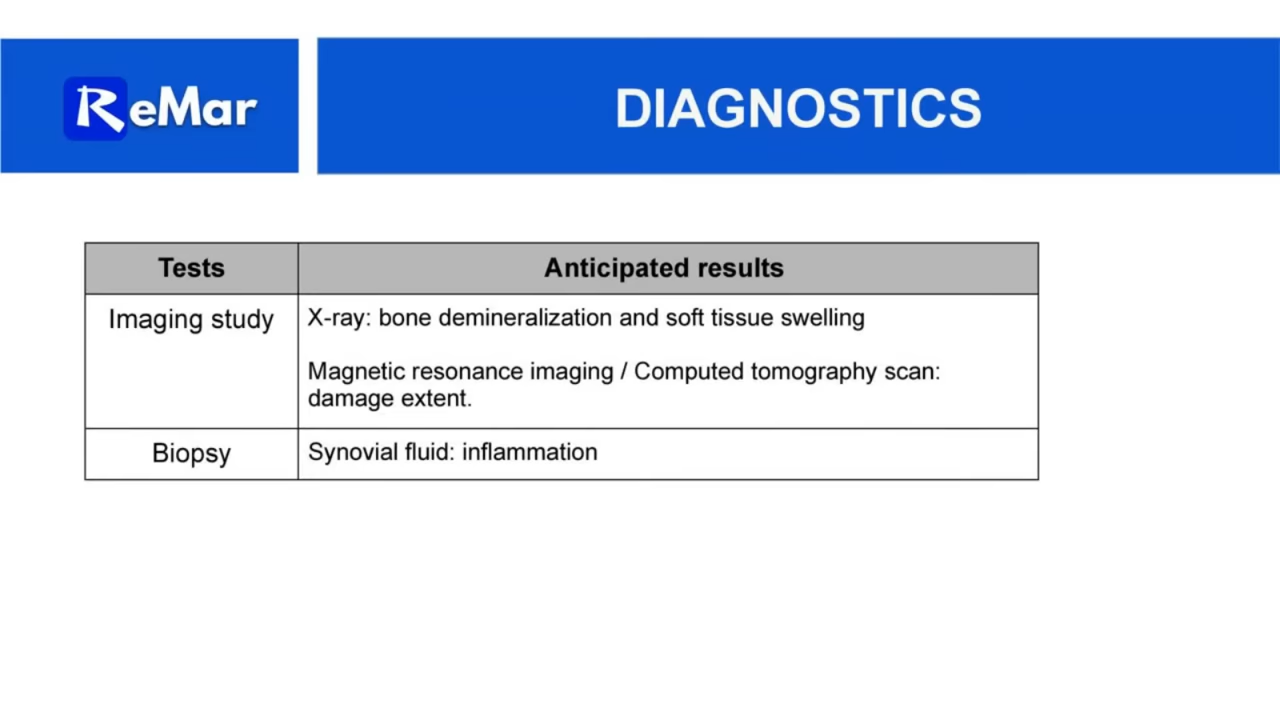 ReMar
DIAGNOSTICS
Tests
Anticipated results
Imaging study
X-ray: bone demineralization and soft tissue swelling
Magnetic resonance imaging / Computed tomography scan:
damage extent.
Biopsy
Synovial fluid: inflammation